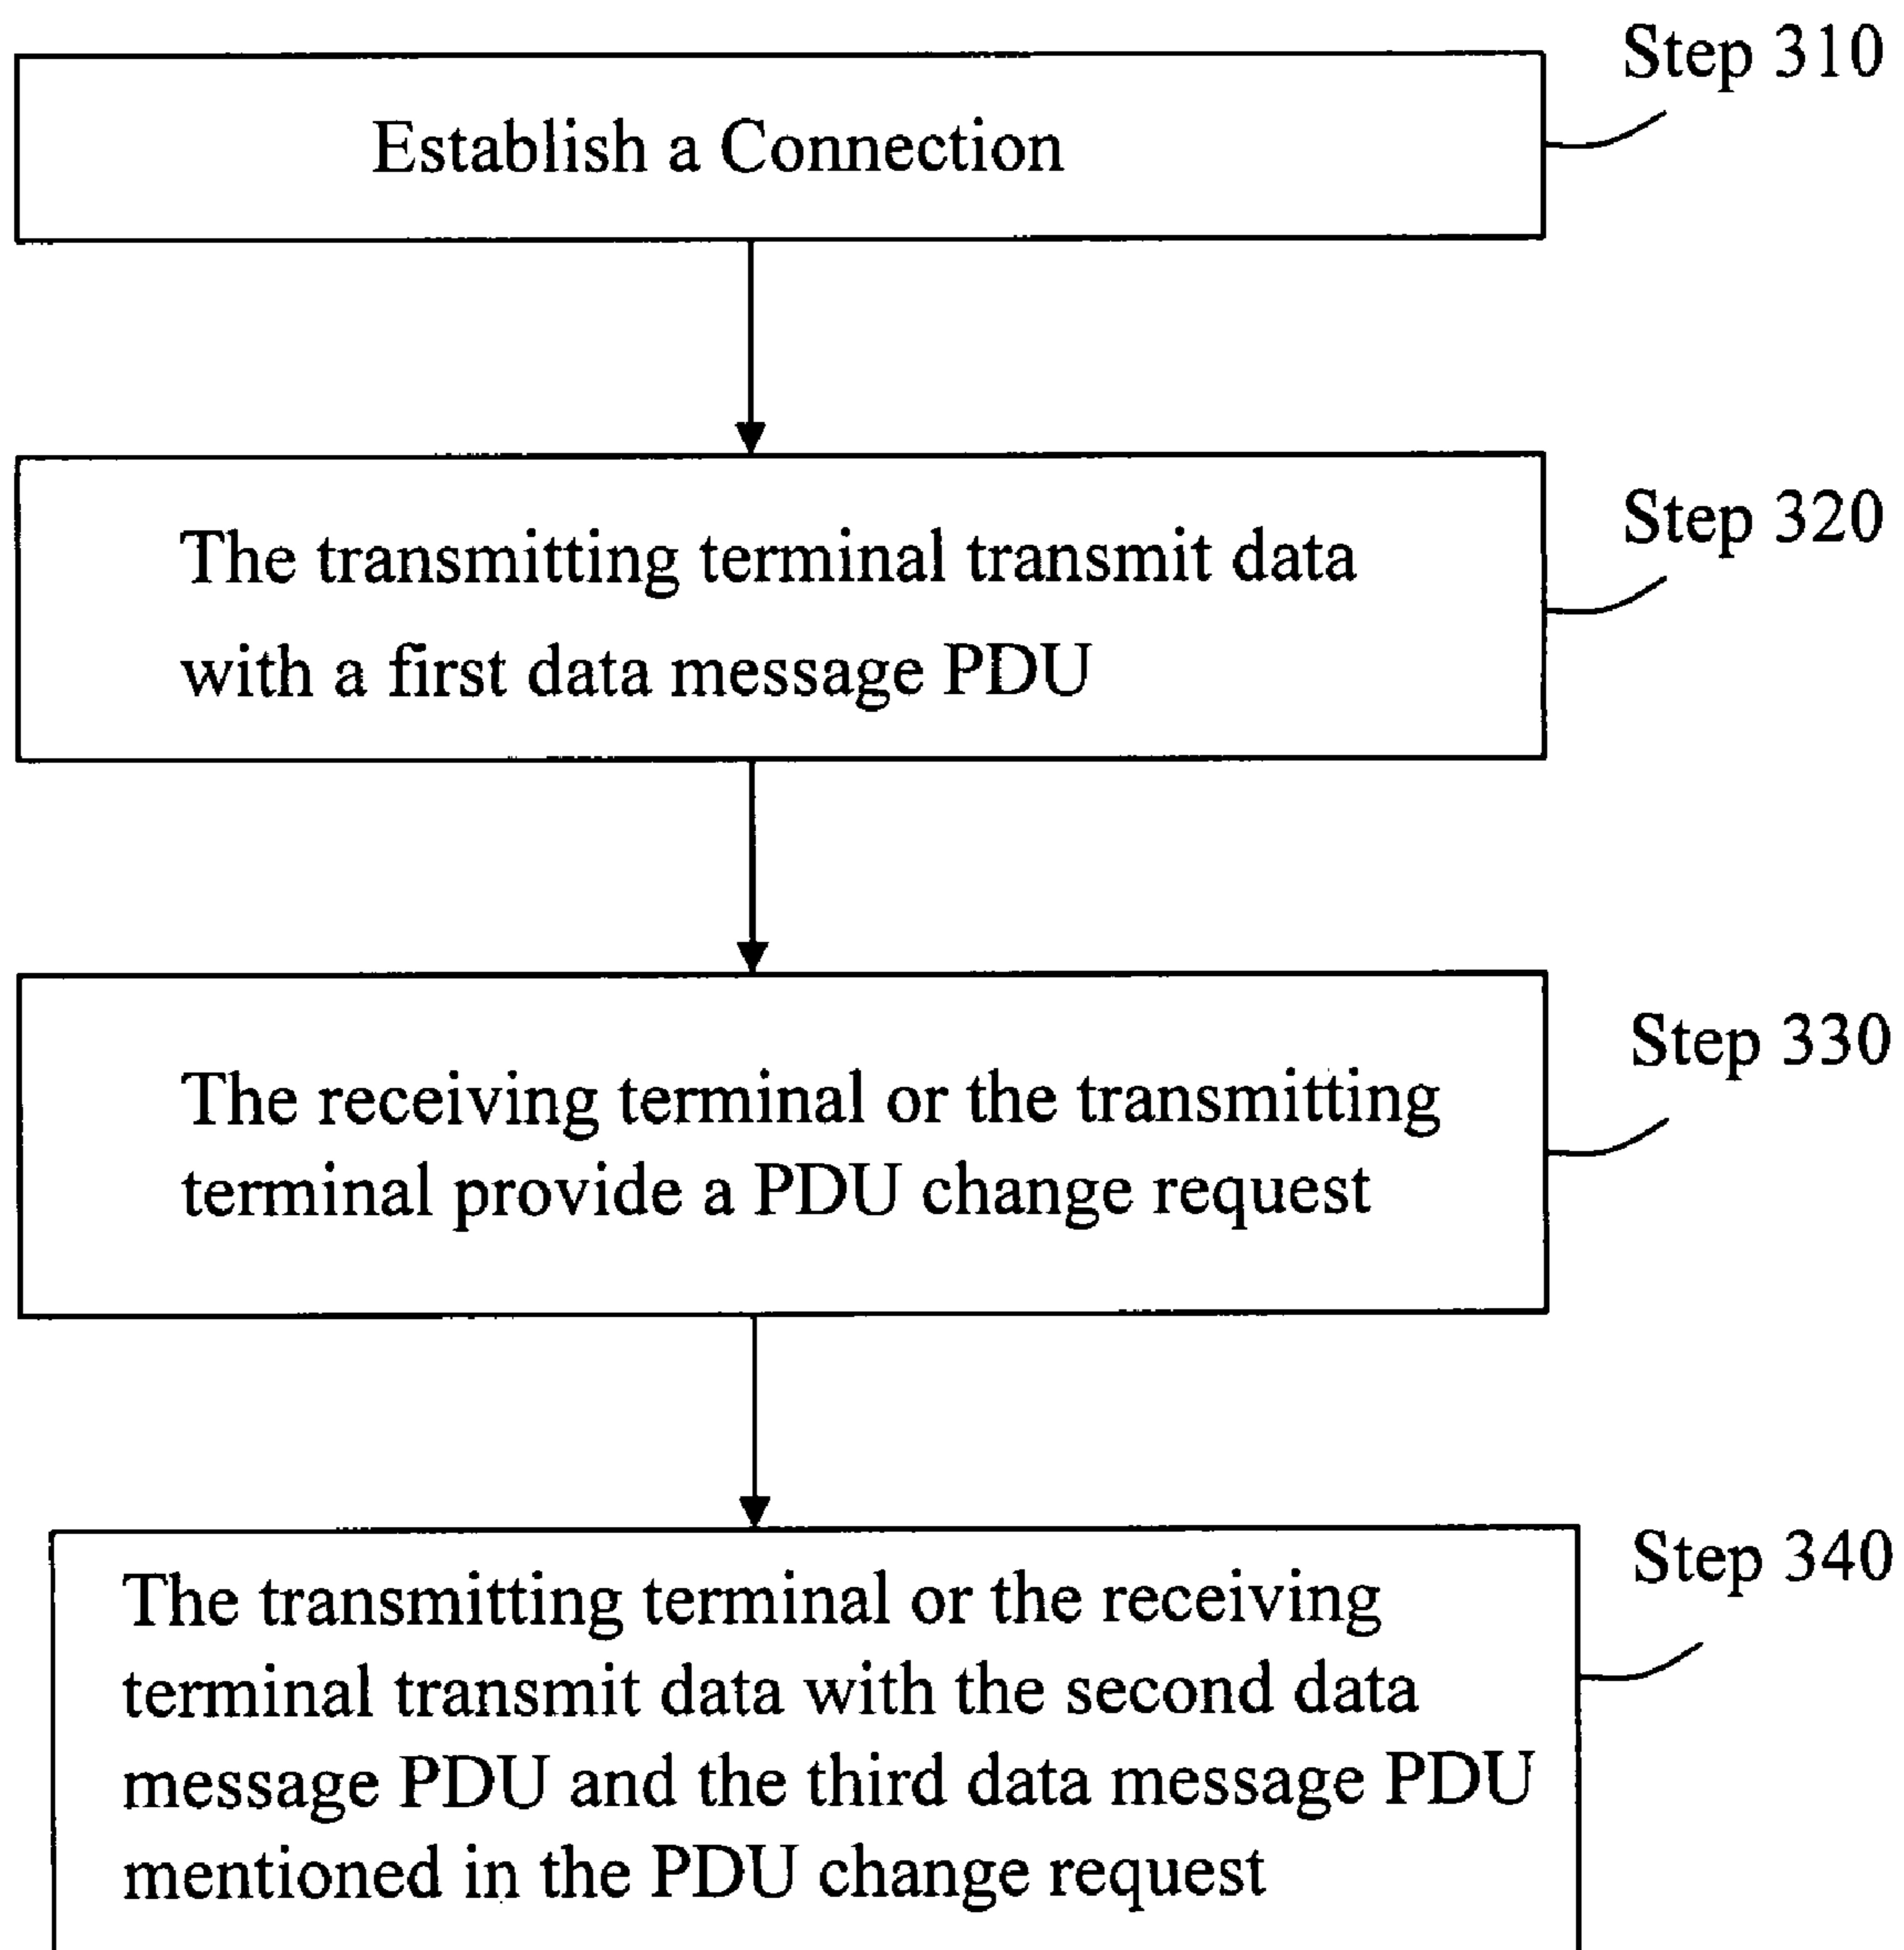 Step 310
Establish a Connection
Step 320
The transmitting terminal transmit data
with a first data message PDU
Step 330
The receiving terminal or the transmitting
terminal provide a PDU change request
Step 340
The transmitting terminal or the receiving
terminal transmit data with the second data
message PDU and the third data message PDU
mentioned in the PDU change request